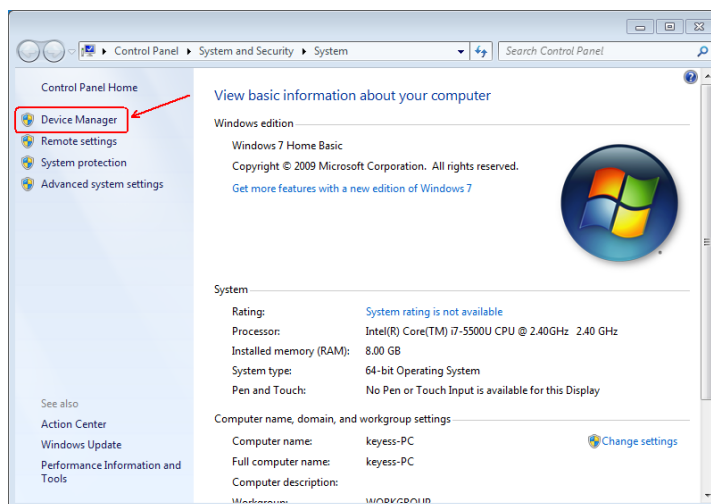 Control Panel ▸ System and Security ▸ System
Search Control Panel
Control Panel Home
Device Manager
Remote settings
System protection
Advanced system settings
See also
Action Center
Windows Update
Performance Information and
Tools
View basic information about your computer
Windows edition
Windows 7 Home Basic
Copyright © 2009 Microsoft Corporation. All rights reserved.
Get more features with a new edition of Windows 7
System
Rating: System rating is not available
Processor: Intel(R) Core(TM) i7-5500U CPU @ 2.40GHz 2.40 GHz
Installed memory (RAM): 8.00 GB
System type: 64-bit Operating System
Pen and Touch: No Pen or Touch Input is available for this Display
Computer name, domain, and workgroup settings
Computer name: keyess-PC Change settings
Full computer name: keyess-PC
Computer description:
Workgroup: WORKGROUP